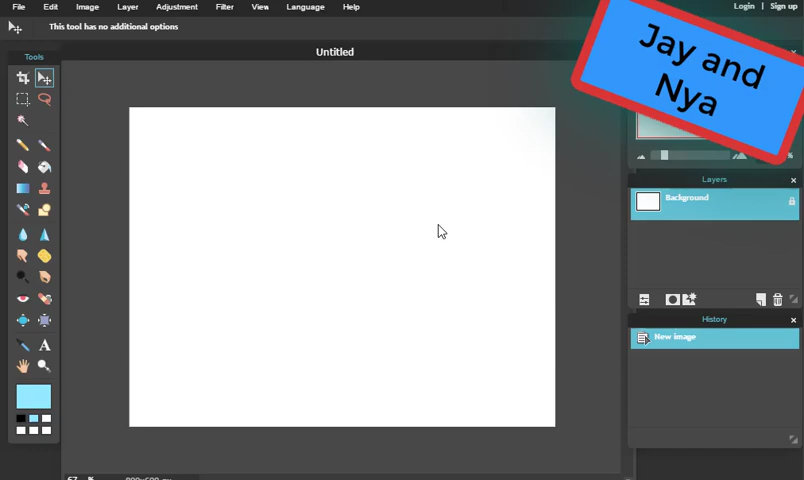 File Edit Image Layer Adjustment Filter View Language Help
Login | Sign up
This tool has no additional options
Jay and
Nya
Tools
Untitled
%
Layers
Background
A
History
New image